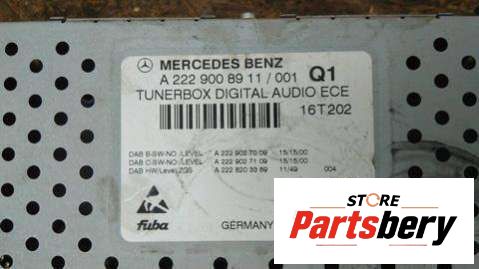 MERCEDES BENZ
A 222 900 89 11 / 001 Q1
TUNERBOX DIGITAL AUDIO ECE
16T202
DAB B-SW-NO./LEVEL A 222 902 70 09 15/15/00
DAB C-SW-NO./LEVEL A 222 902 71 09 15/15/00
DAB HW/Level ZGS A 222 820 33 89 11/49 004
fuba
GERMANY
STORE
Partsbery